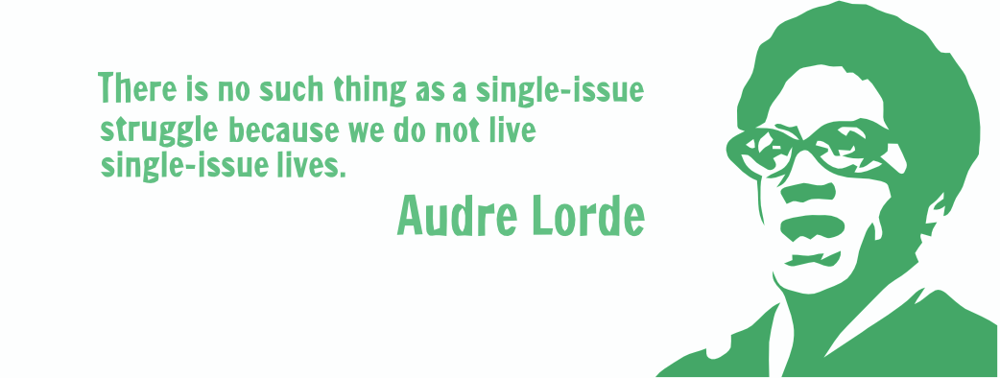 There is no such thing as a single-issue
struggle because we do not live
single-issue lives.
Audre Lorde